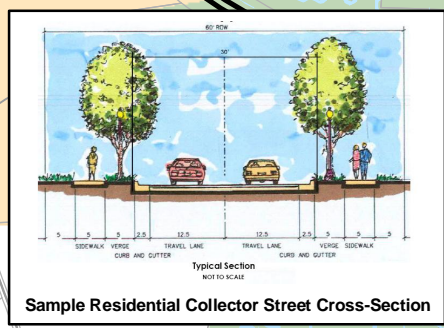 60' ROW
30'
5 5 5 2.5 12.5 12.5 2.5 5 5 5
SIDEWALK VERGE TRAVEL LANE TRAVEL LANE VERGE SIDEWALK
CURB AND GUTTER CURB AND GUTTER
Typical Section
NOT TO SCALE
Sample Residential Collector Street Cross-Section